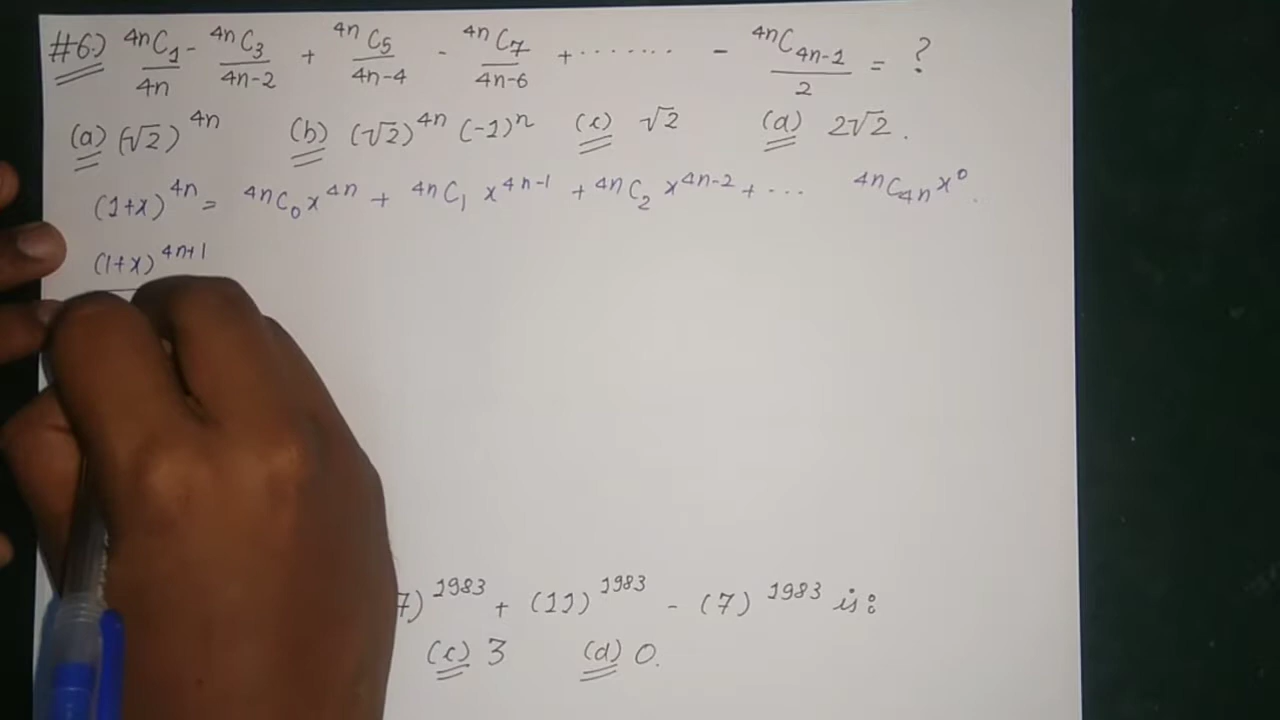 #6.) ⁴ⁿC₁/4n - ⁴ⁿC₃/4n-2 + ⁴ⁿC₅/4n-4 - ⁴ⁿC₇/4n-6 + ........ - ⁴ⁿC₄ₙ₋₁/2 = ?
(a) (√2)⁴ⁿ (b) (√2)⁴ⁿ (-1)ⁿ (c) √2 (d) 2√2.
(1+x)⁴ⁿ = ⁴ⁿC₀x⁴ⁿ + ⁴ⁿC₁ x⁴ⁿ⁻¹ + ⁴ⁿC₂ x⁴ⁿ⁻² + ... ⁴ⁿC₄ₙx⁰.
(1+x)⁴ⁿ⁺¹
7)¹⁹⁸³ + (11)¹⁹⁸³ - (7)¹⁹⁸³ is:
(c) 3 (d) 0.